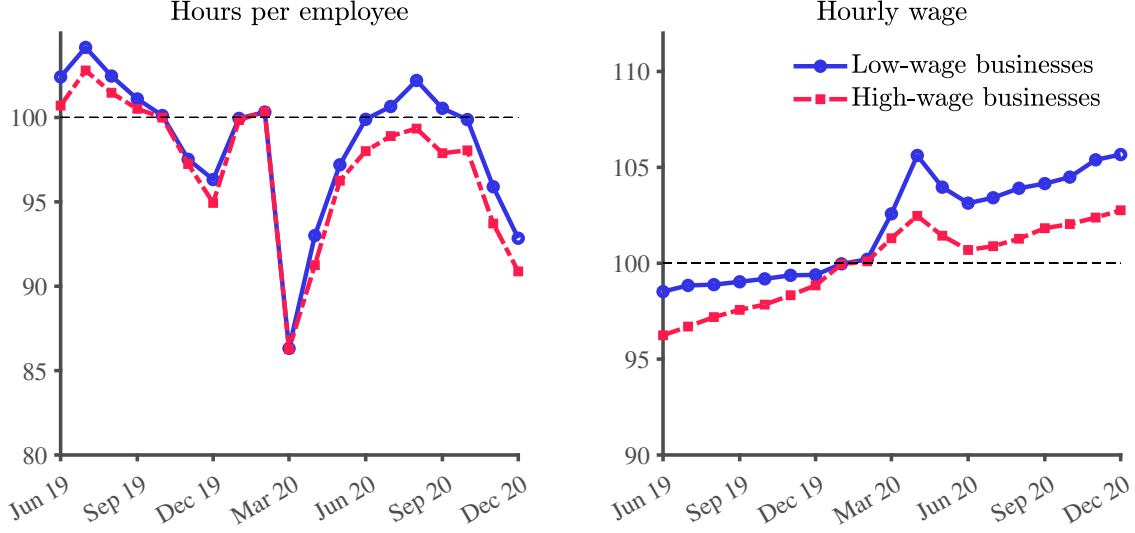 Hours per employee
100
95
90
85
80
Jun 19
Sep 19
Dec 19
Mar 20
Jun 20
Sep 20
Dec 20
Hourly wage
Low-wage businesses
High-wage businesses
110
105
100
95
90
Jun 19
Sep 19
Dec 19
Mar 20
Jun 20
Sep 20
Dec 20